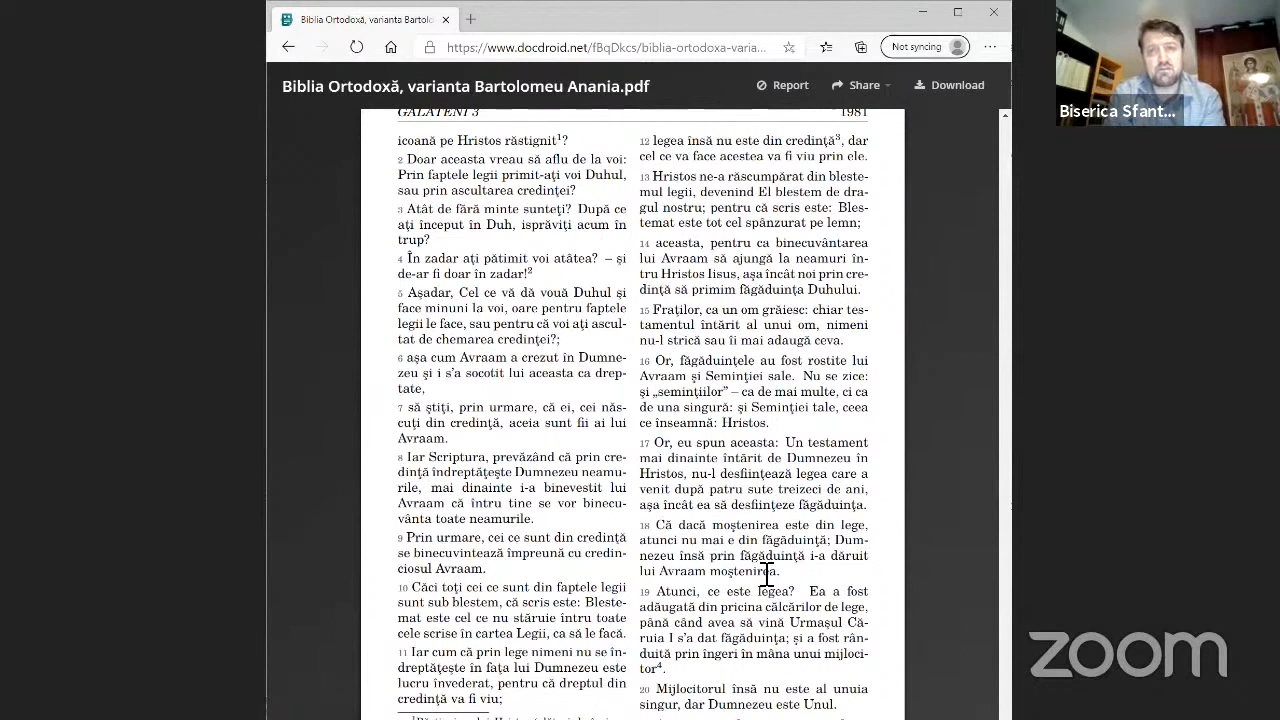 Biblia Ortodoxă, varianta Bartolo
https://www.docdroid.net/fBqDkcs/biblia-ortodoxa-varia...
Not syncing
Biblia Ortodoxă, varianta Bartolomeu Anania.pdf
Report
Share
Download
Biserica Sfant...
GALATENI 3
1981
icoană pe Hristos răstignit¹?
2 Doar aceasta vreau să aflu de la voi:
Prin faptele legii primit-aţi voi Duhul,
sau prin ascultarea credinţei?
3 Atât de fără minte sunteţi? După ce
aţi început în Duh, isprăviţi acum în
trup?
4 În zadar aţi pătimit voi atâtea? – şi
de-ar fi doar în zadar!²
5 Aşadar, Cel ce vă dă vouă Duhul şi
face minuni la voi, oare pentru faptele
legii le face, sau pentru că voi aţi ascul-
tat de chemarea credinţei?;
6 aşa cum Avraam a crezut în Dumne-
zeu şi i s'a socotit lui aceasta ca drep-
tate,
7 să ştiţi, prin urmare, că ei, cei năs-
cuţi din credinţă, aceia sunt fii ai lui
Avraam.
8 Iar Scriptura, prevăzând că prin cre-
dinţă îndreptăţeşte Dumnezeu neamu-
rile, mai dinainte i-a binevestit lui
Avraam că întru tine se vor binecu-
vânta toate neamurile.
9 Prin urmare, cei ce sunt din credinţă
se binecuvintează împreună cu credin-
ciosul Avraam.
10 Căci toţi cei ce sunt din faptele legii
sunt sub blestem, că scris este: Bleste-
mat este cel ce nu stăruie întru toate
cele scrise în cartea Legii, ca să le facă.
11 Iar cum că prin lege nimeni nu se în-
dreptăţeşte în faţa lui Dumnezeu este
lucru învederat, pentru că dreptul din
credinţă va fi viu;
12 legea însă nu este din credinţă³, dar
cel ce va face acestea va fi viu prin ele.
13 Hristos ne-a răscumpărat din bleste-
mul legii, devenind El blestem de dra-
gul nostru; pentru că scris este: Bles-
temat este tot cel spânzurat pe lemn;
14 aceasta, pentru ca binecuvântarea
lui Avraam să ajungă la neamuri în-
tru Hristos Iisus, aşa încât noi prin cre-
dinţă să primim făgăduinţa Duhului.
15 Fraţilor, ca un om grăiesc: chiar tes-
tamentul întărit al unui om, nimeni
nu-l strică sau îi mai adaugă ceva.
16 Or, făgăduinţele au fost rostite lui
Avraam şi Seminţiei sale. Nu se zice:
şi „seminţiilor” – ca de mai multe, ci ca
de una singură: şi Seminţiei tale, ceea
ce înseamnă: Hristos.
17 Or, eu spun aceasta: Un testament
mai dinainte întărit de Dumnezeu în
Hristos, nu-l desfiinţează legea care a
venit după patru sute treizeci de ani,
aşa încât ea să desfiinţeze făgăduinţa.
18 Că dacă moştenirea este din lege,
atunci nu mai e din făgăduinţă; Dum-
nezeu însă prin făgăduinţă i-a dăruit
lui Avraam moştenirea.
19 Atunci, ce este legea? Ea a fost
adăugată din pricina călcărilor de lege,
până când avea să vină Urmaşul Că-
ruia I s'a dat făgăduinţa; şi a fost rân-
duită prin îngeri în mâna unui mijloci-
tor⁴.
20 Mijlocitorul însă nu este al unuia
singur, dar Dumnezeu este Unul.
zoom